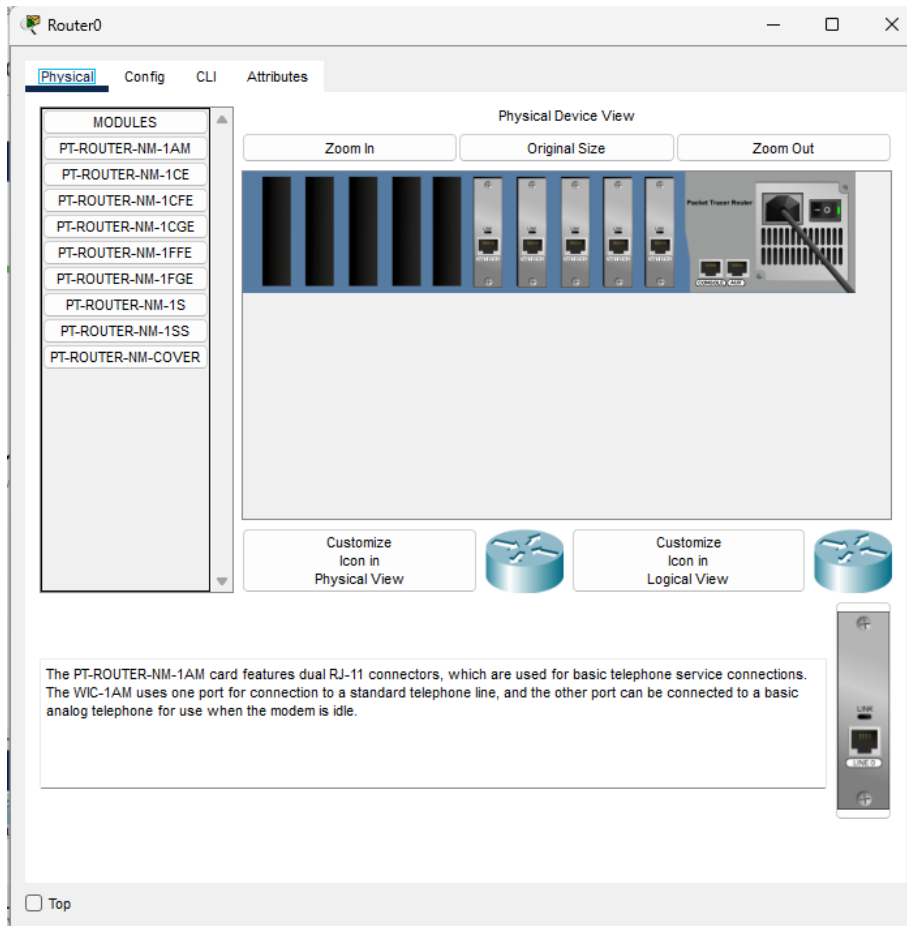 Router0
Physical Config CLI Attributes
MODULES
PT-ROUTER-NM-1AM
PT-ROUTER-NM-1CE
PT-ROUTER-NM-1CFE
PT-ROUTER-NM-1CGE
PT-ROUTER-NM-1FFE
PT-ROUTER-NM-1FGE
PT-ROUTER-NM-1S
PT-ROUTER-NM-1SS
PT-ROUTER-NM-COVER
Physical Device View
Zoom In Original Size Zoom Out
Packet Tracer Router
CONSOLE AUX
Customize
Icon in
Physical View
Customize
Icon in
Logical View
The PT-ROUTER-NM-1AM card features dual RJ-11 connectors, which are used for basic telephone service connections.
The WIC-1AM uses one port for connection to a standard telephone line, and the other port can be connected to a basic
analog telephone for use when the modem is idle.
LINK
LINE 0
Top